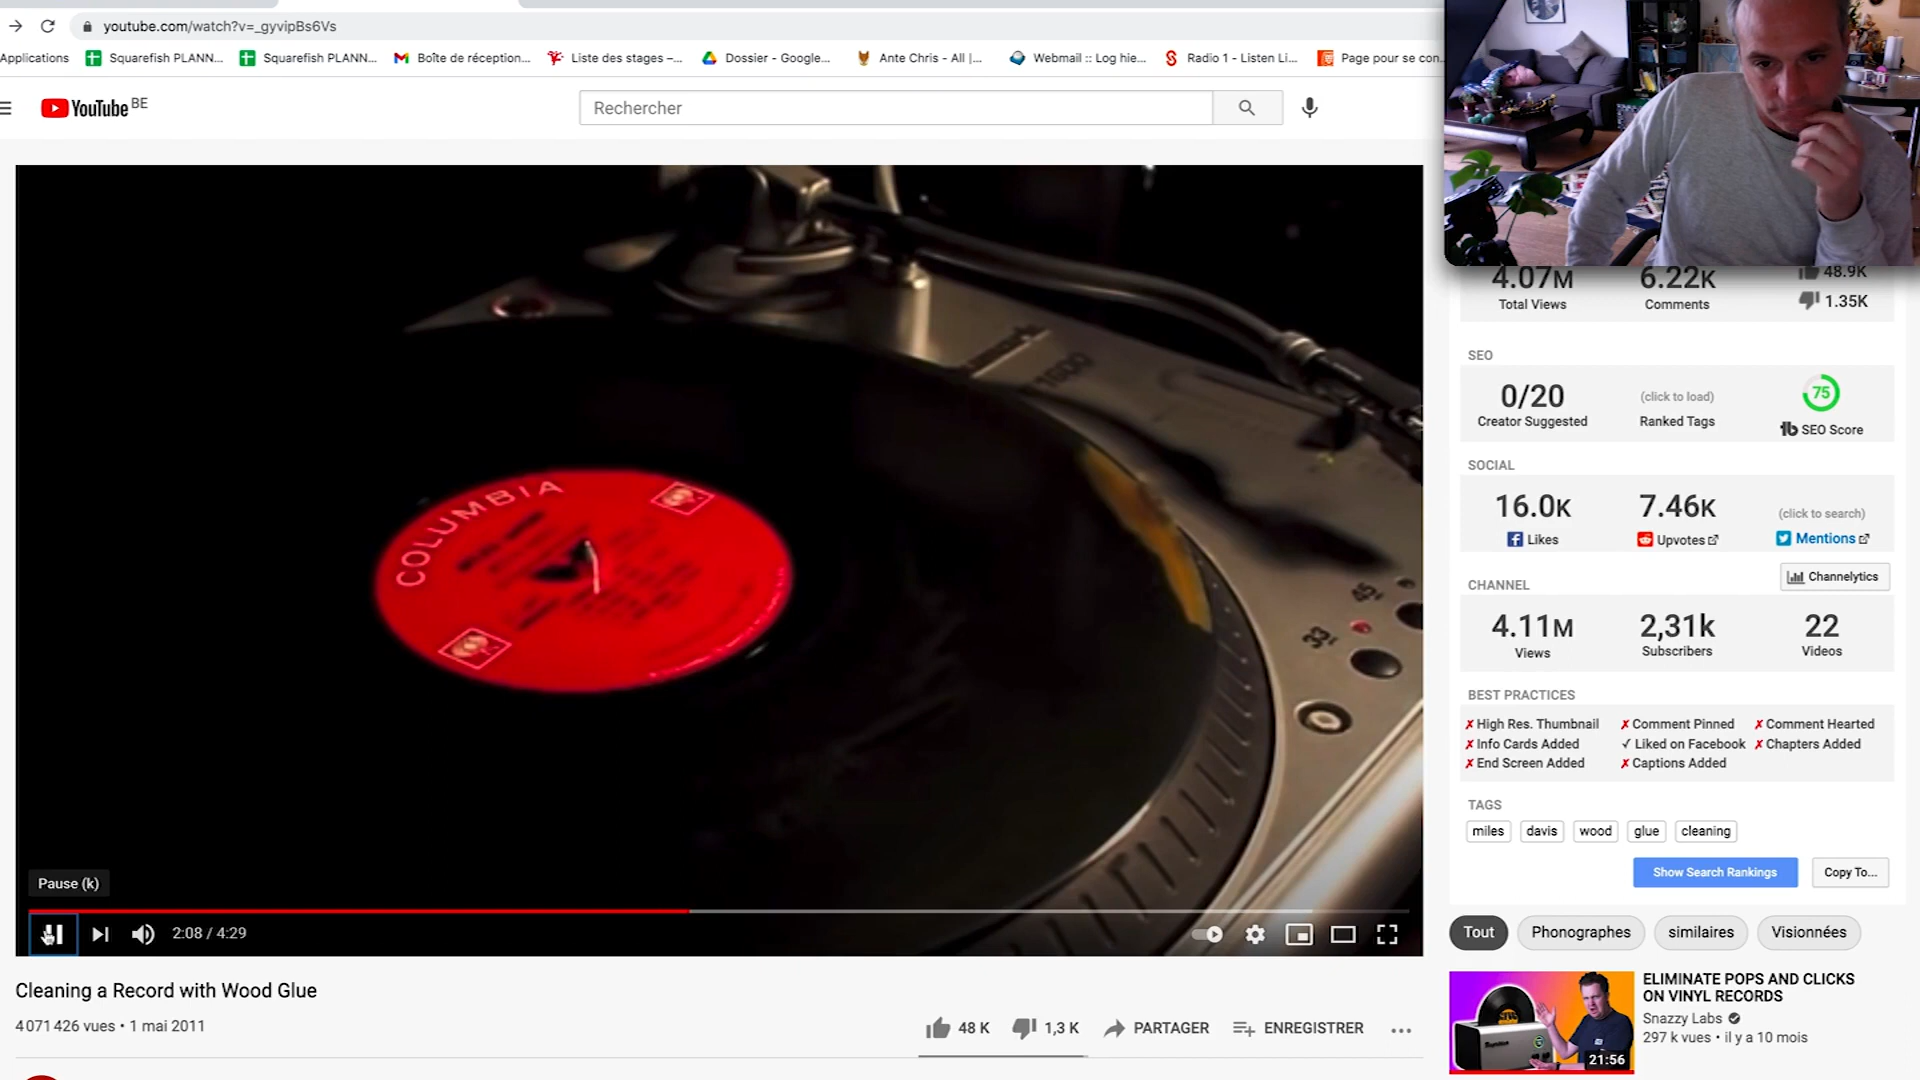 youtube.com/watch?v=_gyvipBs6Vs
Applications
Squarefish PLANN...
Squarefish PLANN...
Boîte de réception...
Liste des stages –...
Dossier - Google...
Ante Chris - All |...
Webmail :: Log hie...
Radio 1 - Listen Li...
Page pour se con...
YouTube BE
Rechercher
COLUMBIA
33
45
Pause (k)
2:08 / 4:29
Cleaning a Record with Wood Glue
4 071 426 vues • 1 mai 2011
48 K
1,3 K
PARTAGER
ENREGISTRER
4.07M
Total Views
6.22K
Comments
48.9K
1.35K
SEO
0/20
Creator Suggested
(click to load)
Ranked Tags
75
tb SEO Score
SOCIAL
16.0K
Likes
7.46K
Upvotes
(click to search)
Mentions
CHANNEL
Channelytics
4.11M
Views
2,31k
Subscribers
22
Videos
BEST PRACTICES
✗ High Res. Thumbnail
✗ Comment Pinned
✗ Comment Hearted
✗ Info Cards Added
✓ Liked on Facebook
✗ Chapters Added
✗ End Screen Added
✗ Captions Added
TAGS
miles
davis
wood
glue
cleaning
Show Search Rankings
Copy To...
Tout
Phonographes
similaires
Visionnées
21:56
ELIMINATE POPS AND CLICKS
ON VINYL RECORDS
Snazzy Labs
297 k vues • il y a 10 mois